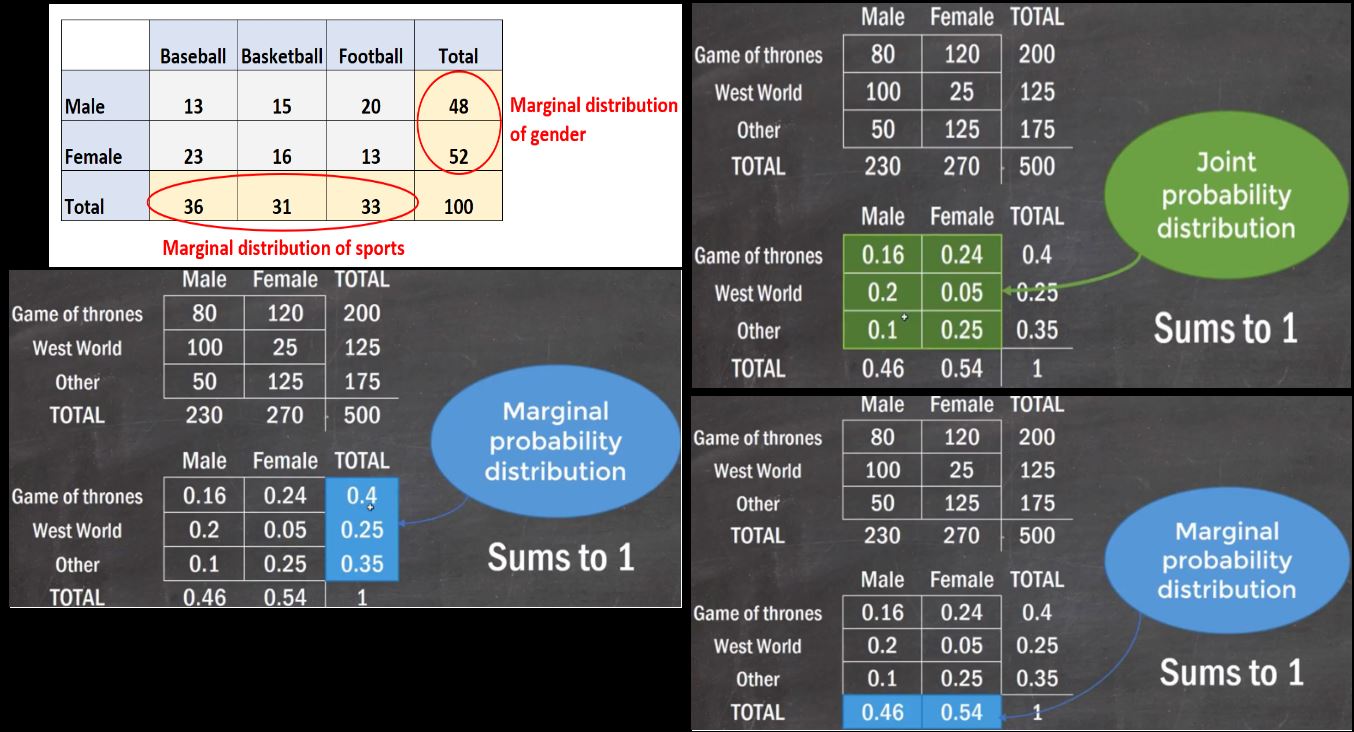 Baseball Basketball Football Total
Male 13 15 20 48
Female 23 16 13 52
Total 36 31 33 100
Marginal distribution
of gender
Marginal distribution of sports
Male Female TOTAL
Game of thrones 80 120 200
West World 100 25 125
Other 50 125 175
TOTAL 230 270 500
Male Female TOTAL
Game of thrones 0.16 0.24 0.4
West World 0.2 0.05 0.25
Other 0.1 0.25 0.35
TOTAL 0.46 0.54 1
Marginal
probability
distribution
Sums to 1
Male Female TOTAL
Game of thrones 80 120 200
West World 100 25 125
Other 50 125 175
TOTAL 230 270 500
Male Female TOTAL
Game of thrones 0.16 0.24 0.4
West World 0.2 0.05 0.25
Other 0.1 0.25 0.35
TOTAL 0.46 0.54 1
Joint
probability
distribution
Sums to 1
Male Female TOTAL
Game of thrones 80 120 200
West World 100 25 125
Other 50 125 175
TOTAL 230 270 500
Male Female TOTAL
Game of thrones 0.16 0.24 0.4
West World 0.2 0.05 0.25
Other 0.1 0.25 0.35
TOTAL 0.46 0.54 1
Marginal
probability
distribution
Sums to 1